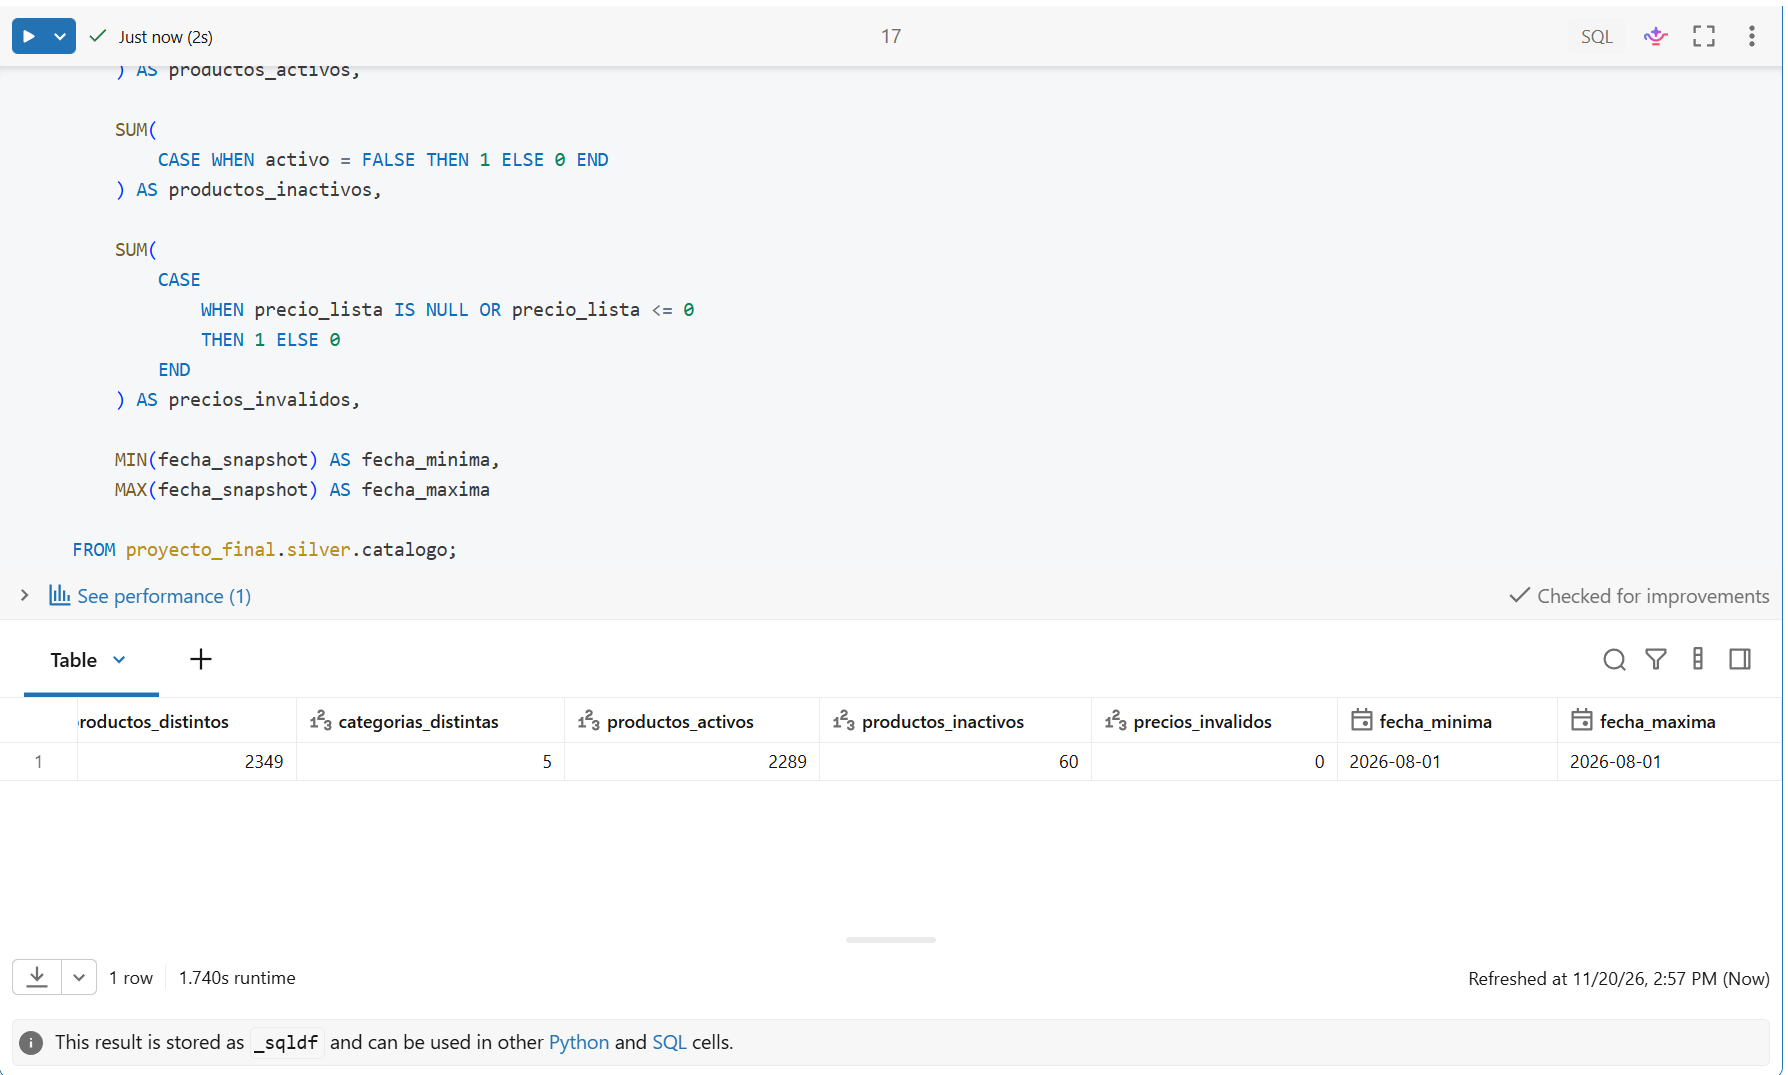 Just now (2s)
17
SQL
) AS productos_activos,
SUM(
CASE WHEN activo = FALSE THEN 1 ELSE 0 END
) AS productos_inactivos,
SUM(
CASE
WHEN precio_lista IS NULL OR precio_lista <= 0
THEN 1 ELSE 0
END
) AS precios_invalidos,
MIN(fecha_snapshot) AS fecha_minima,
MAX(fecha_snapshot) AS fecha_maxima
FROM proyecto_final.silver.catalogo;
See performance (1)
Checked for improvements
Table
roductos_distintos 123 categorias_distintas 123 productos_activos 123 productos_inactivos 123 precios_invalidos fecha_minima fecha_maxima
1 2349 5 2289 60 0 2026-08-01 2026-08-01
1 row 1.740s runtime
Refreshed at 11/20/26, 2:57 PM (Now)
This result is stored as _sqldf and can be used in other Python and SQL cells.